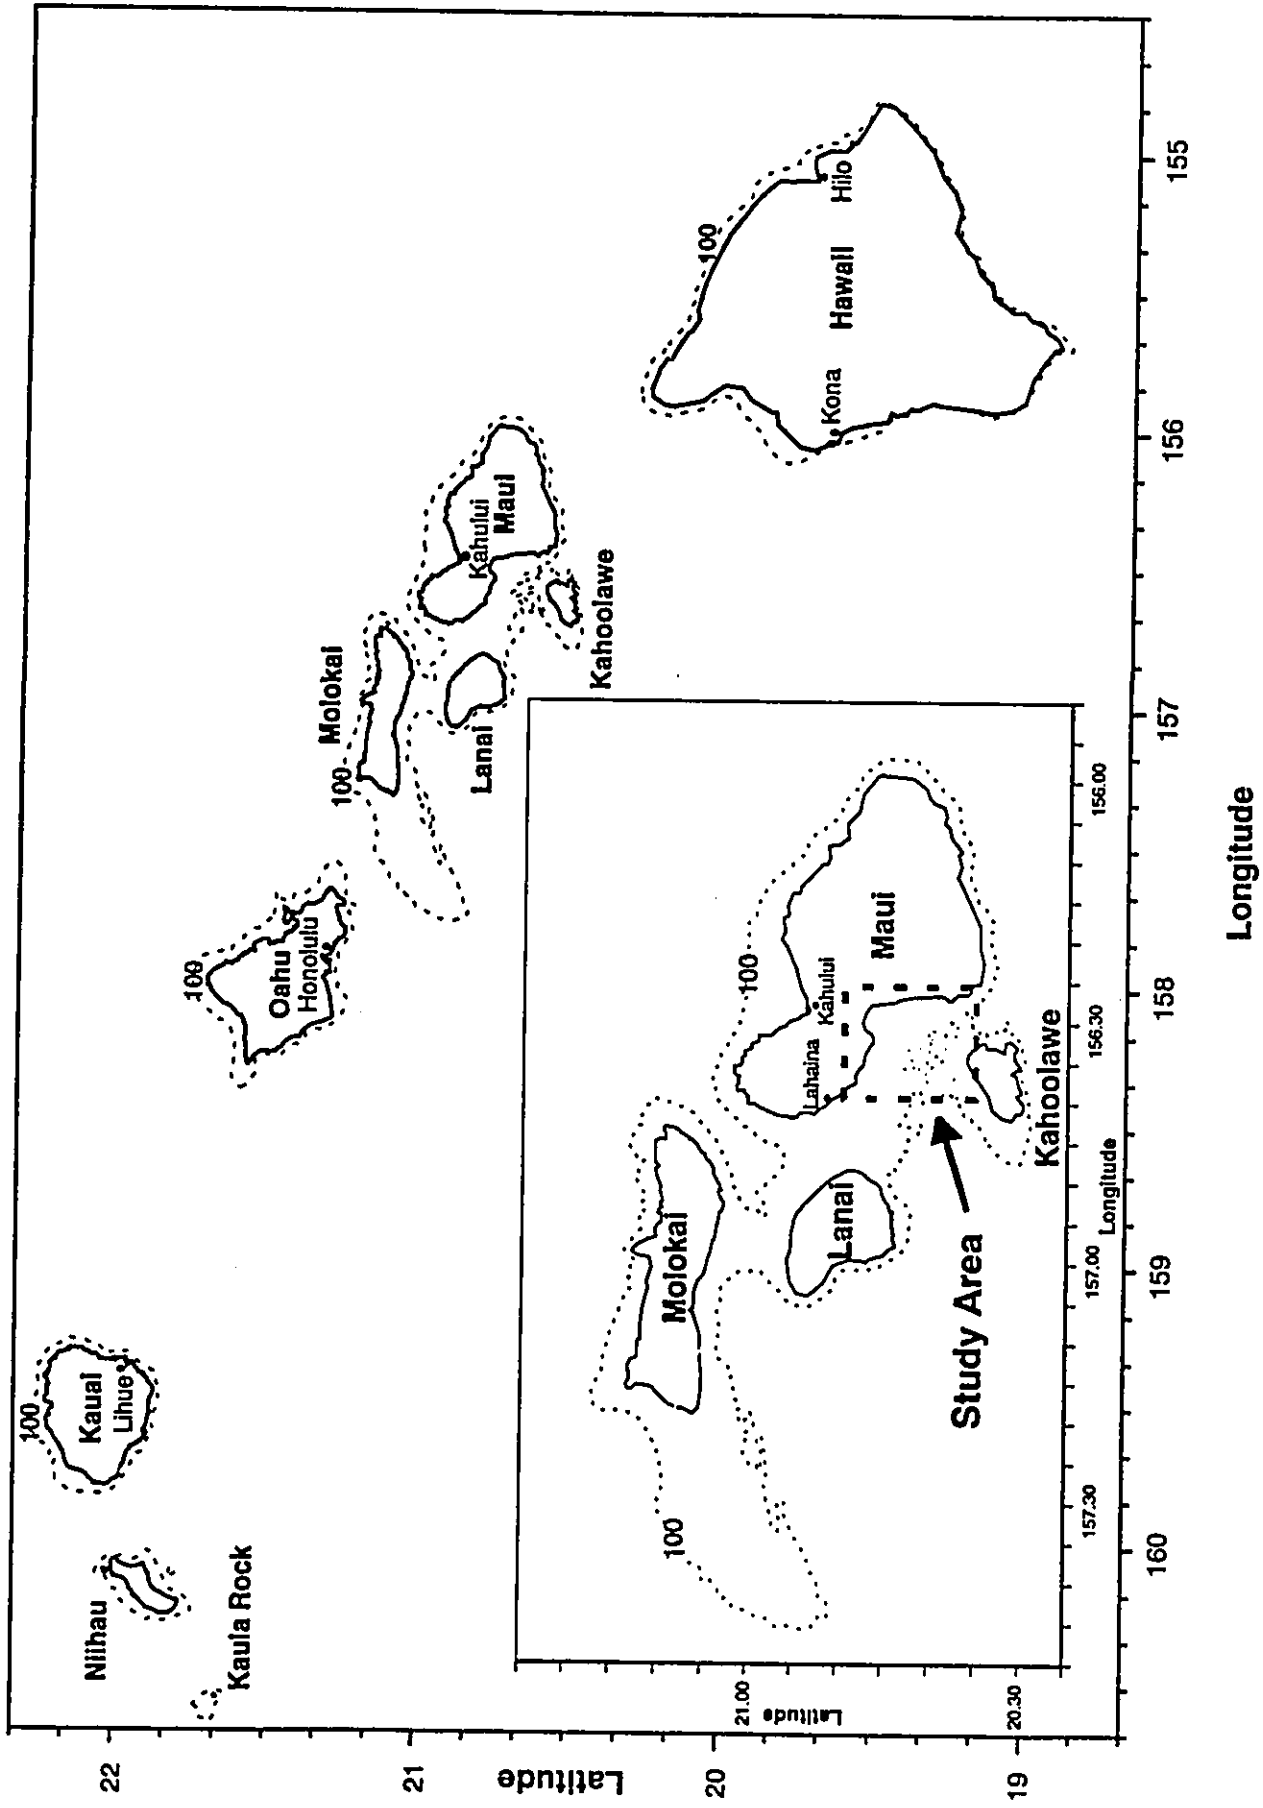 22
21
20
19
Latitude
Niihau
Kaula Rock
100
Kauai
Lihue
100
Oahu
Honolulu
Molokai
100
Lanai
Kahului
Maui
Kahoolawe
100
Kona
Hawaii
Hilo
100
Molokai
100
Lahaina
Kahului
Maui
Lanai
Kahoolawe
Study Area
21.00
Latitude
20.30
157.30
157.00
156.30
156.00
Longitude
160
159
158
157
156
155
Longitude